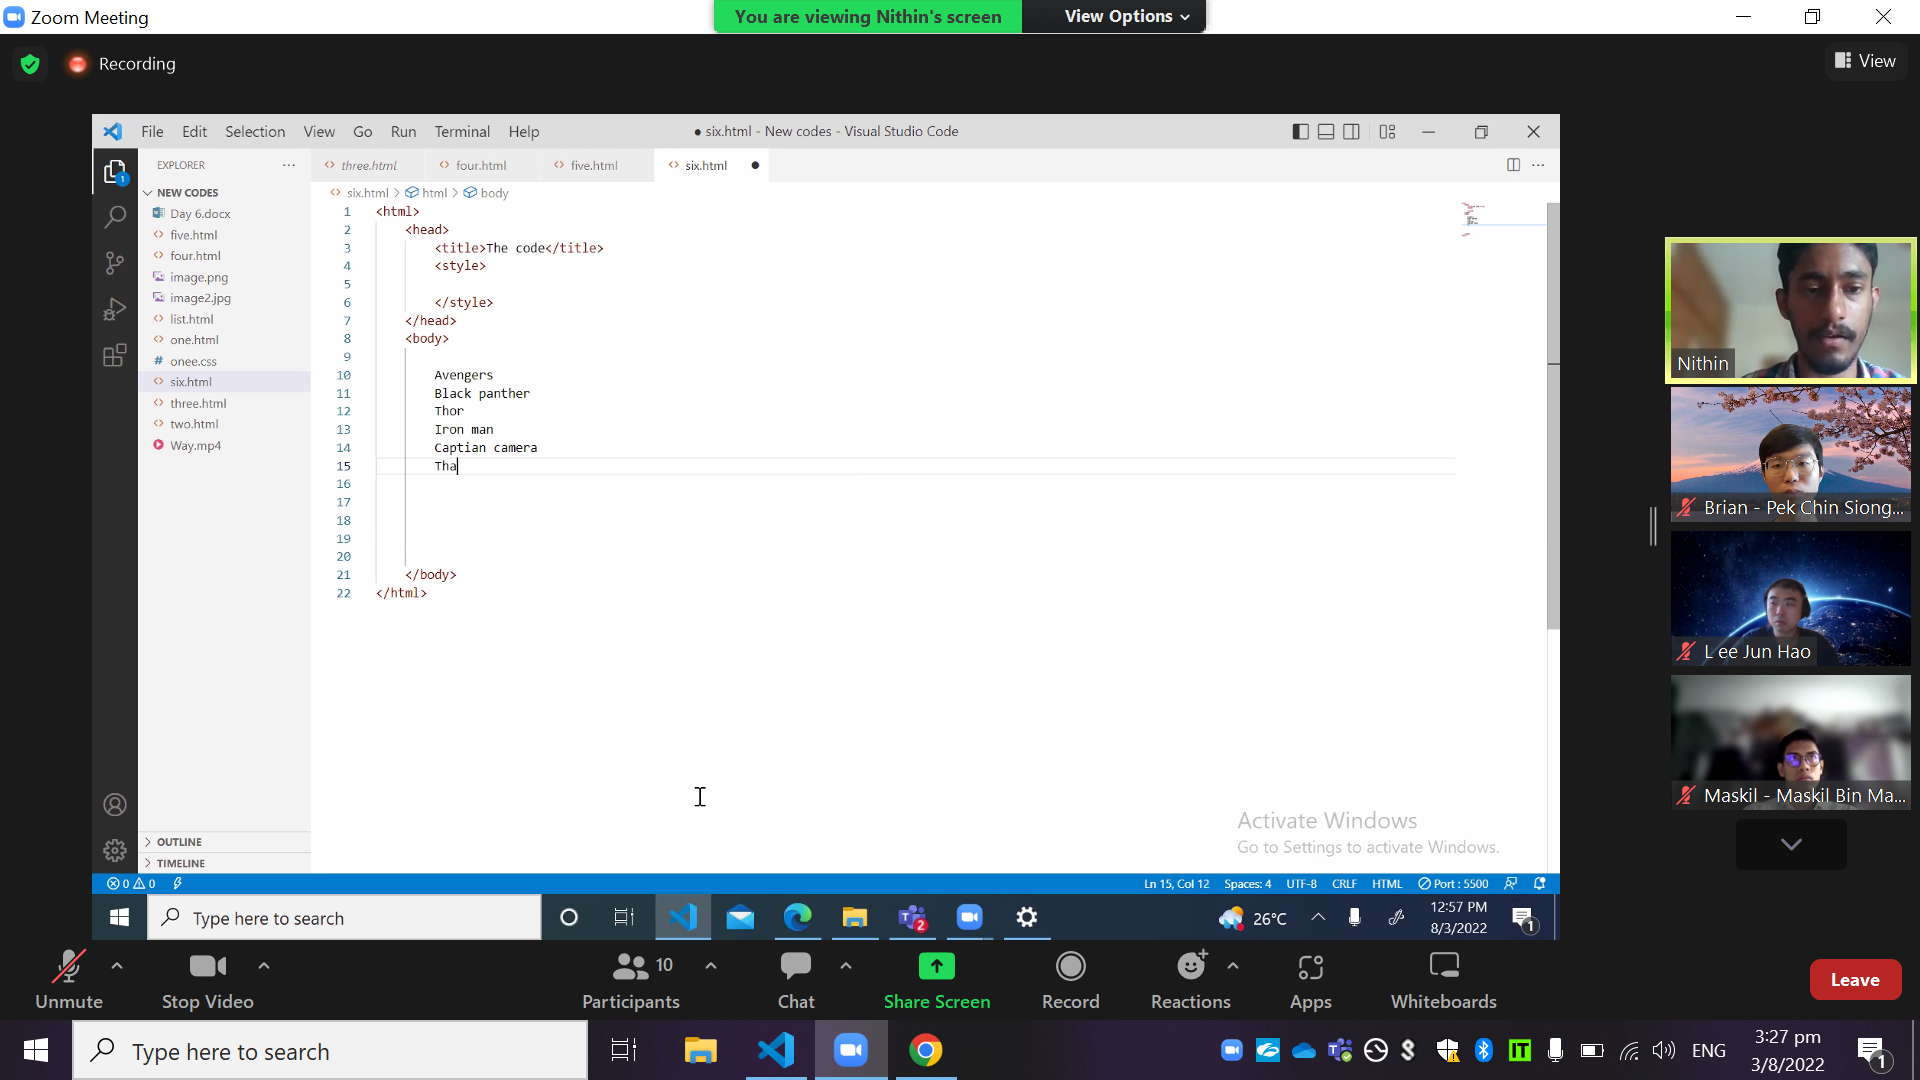 Zoom Meeting
You are viewing Nithin's screen
View Options
Recording
View
File Edit Selection View Go Run Terminal Help
● six.html - New codes - Visual Studio Code
EXPLORER
three.html
four.html
five.html
six.html
NEW CODES
six.html > html > body
Day 6.docx
five.html
four.html
image.png
image2.jpg
list.html
one.html
# onee.css
six.html
three.html
two.html
Way.mp4
OUTLINE
TIMELINE
1 <html>
2 <head>
3 <title>The code</title>
4 <style>
5
6 </style>
7 </head>
8 <body>
9
10 Avengers
11 Black panther
12 Thor
13 Iron man
14 Captian camera
15 Tha
16
17
18
19
20
21 </body>
22 </html>
Activate Windows
Go to Settings to activate Windows.
0 0
Ln 15, Col 12 Spaces: 4 UTF-8 CRLF HTML Port : 5500
Type here to search
2
26°C
12:57 PM
8/3/2022
1
Nithin
Brian - Pek Chin Siong...
L ee Jun Hao
Maskil - Maskil Bin Ma...
Unmute
Stop Video
10
Participants
Chat
Share Screen
Record
Reactions
Apps
Whiteboards
Leave
Type here to search
IT
ENG
3:27 pm
3/8/2022
1